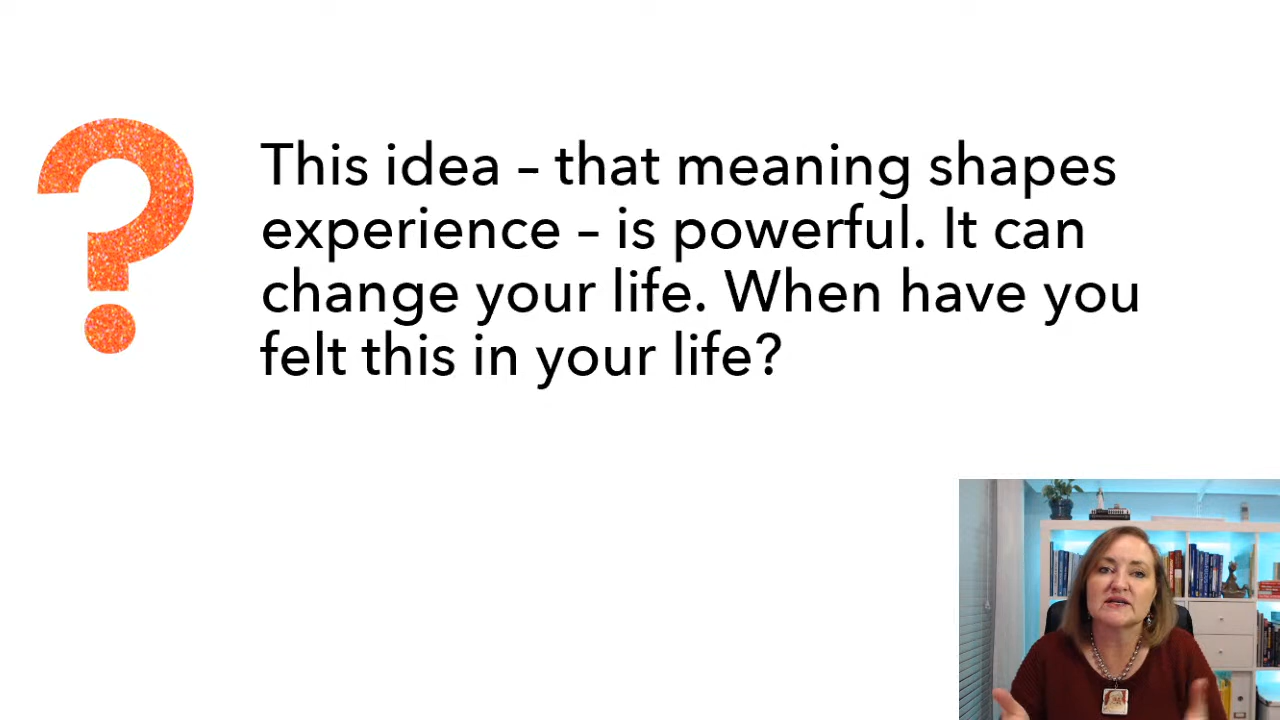 ?
This idea – that meaning shapes
experience – is powerful. It can
change your life. When have you
felt this in your life?